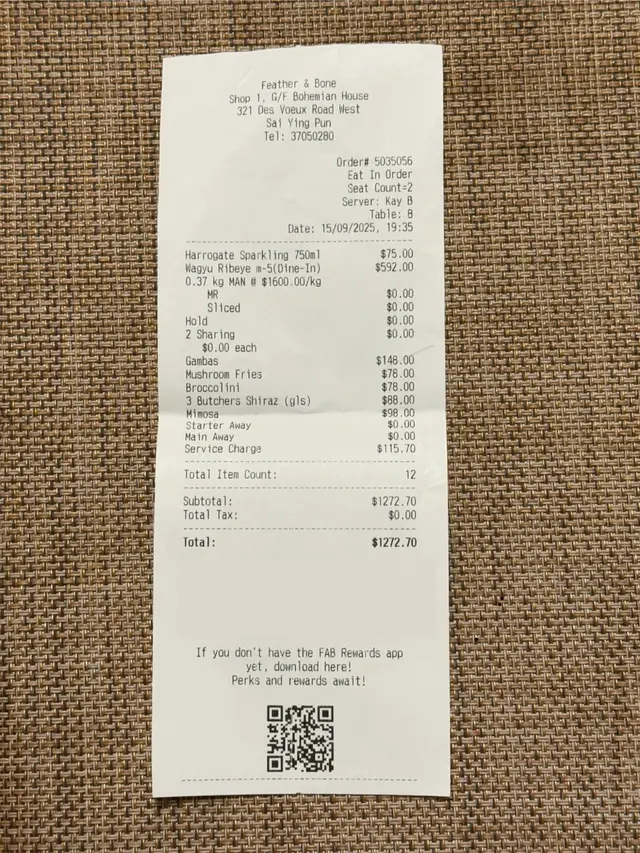 Feather & Bone
Shop 1, G/F Bohemian House
321 Des Voeux Road West
Sai Ying Pun
Tel: 37050280
Order# 5035056
Eat In Order
Seat Count=2
Server: Kay B
Table: 8
Date: 15/09/2025, 19:35
Harrogate Sparkling 750ml $75.00
Wagyu Ribeye m-5(Dine-In) $592.00
0.37 kg MAN @ $1600.00/kg
MR $0.00
Sliced $0.00
Hold $0.00
2 Sharing $0.00
$0.00 each
Gambas $148.00
Mushroom Fries $78.00
Broccolini $78.00
3 Butchers Shiraz (gls) $88.00
Mimosa $98.00
Starter Away $0.00
Main Away $0.00
Service Charge $115.70
Total Item Count: 12
Subtotal: $1272.70
Total Tax: $0.00
Total: $1272.70
If you don't have the FAB Rewards app
yet, download here!
Perks and rewards await!